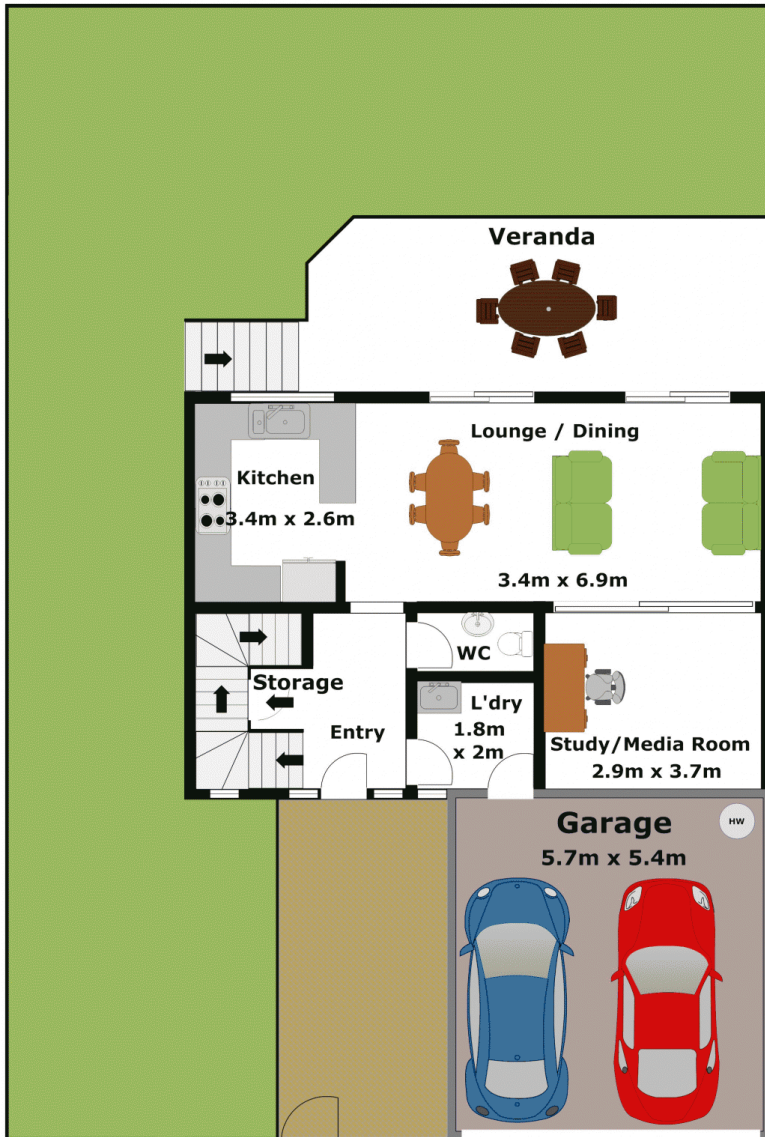 Veranda
Lounge / Dining
Kitchen
3.4m x 2.6m
3.4m x 6.9m
WC
Storage
L'dry
1.8m
x 2m
Entry
Study/Media Room
2.9m x 3.7m
Garage
HW
5.7m x 5.4m